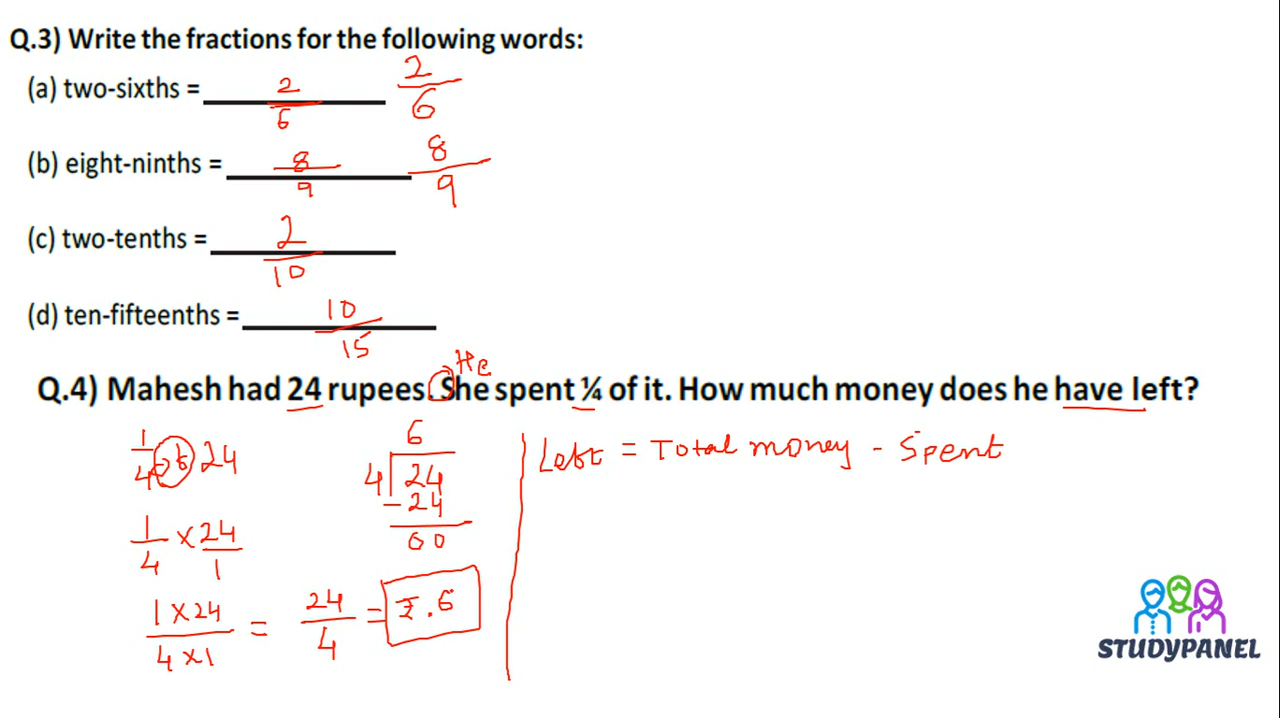 Q.3) Write the fractions for the following words:
(a) two-sixths = 2/6 2/6
(b) eight-ninths = 8/9 8/9
(c) two-tenths = 2/10
(d) ten-fifteenths = 10/15
He
Q.4) Mahesh had 24 rupees. She spent ¼ of it. How much money does he have left?
1/4 of 24
1/4 × 24/1
1 × 24 / 4 × 1 = 24/4 = ₹.6
6
4 24
- 24
00
Left = Total money - Spent
STUDYPANEL